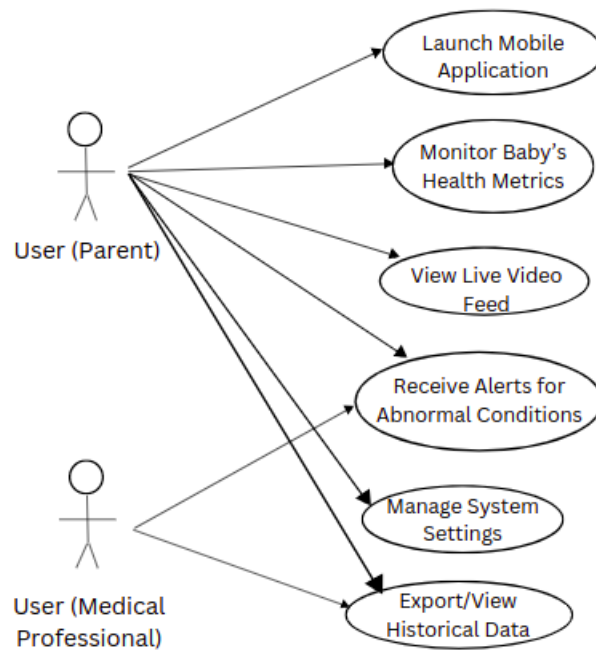 Launch Mobile
Application
Monitor Baby's
Health Metrics
User (Parent)
View Live Video
Feed
Receive Alerts for
Abnormal Conditions
Manage System
Settings
User (Medical
Professional)
Export/View
Historical Data